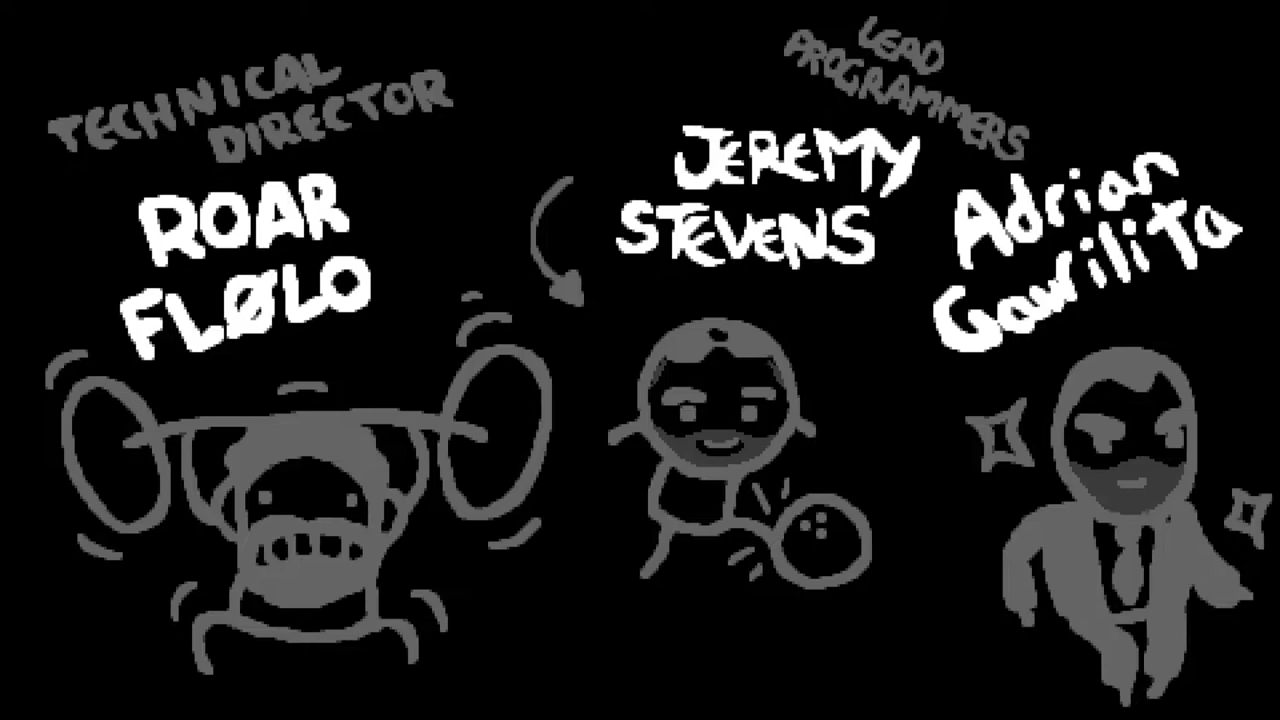 TECHNICAL
DIRECTOR
ROAR
FLØLO
LEAD
PROGRAMMERS
JEREMY
STEVENS
Adrian
Gavrilita